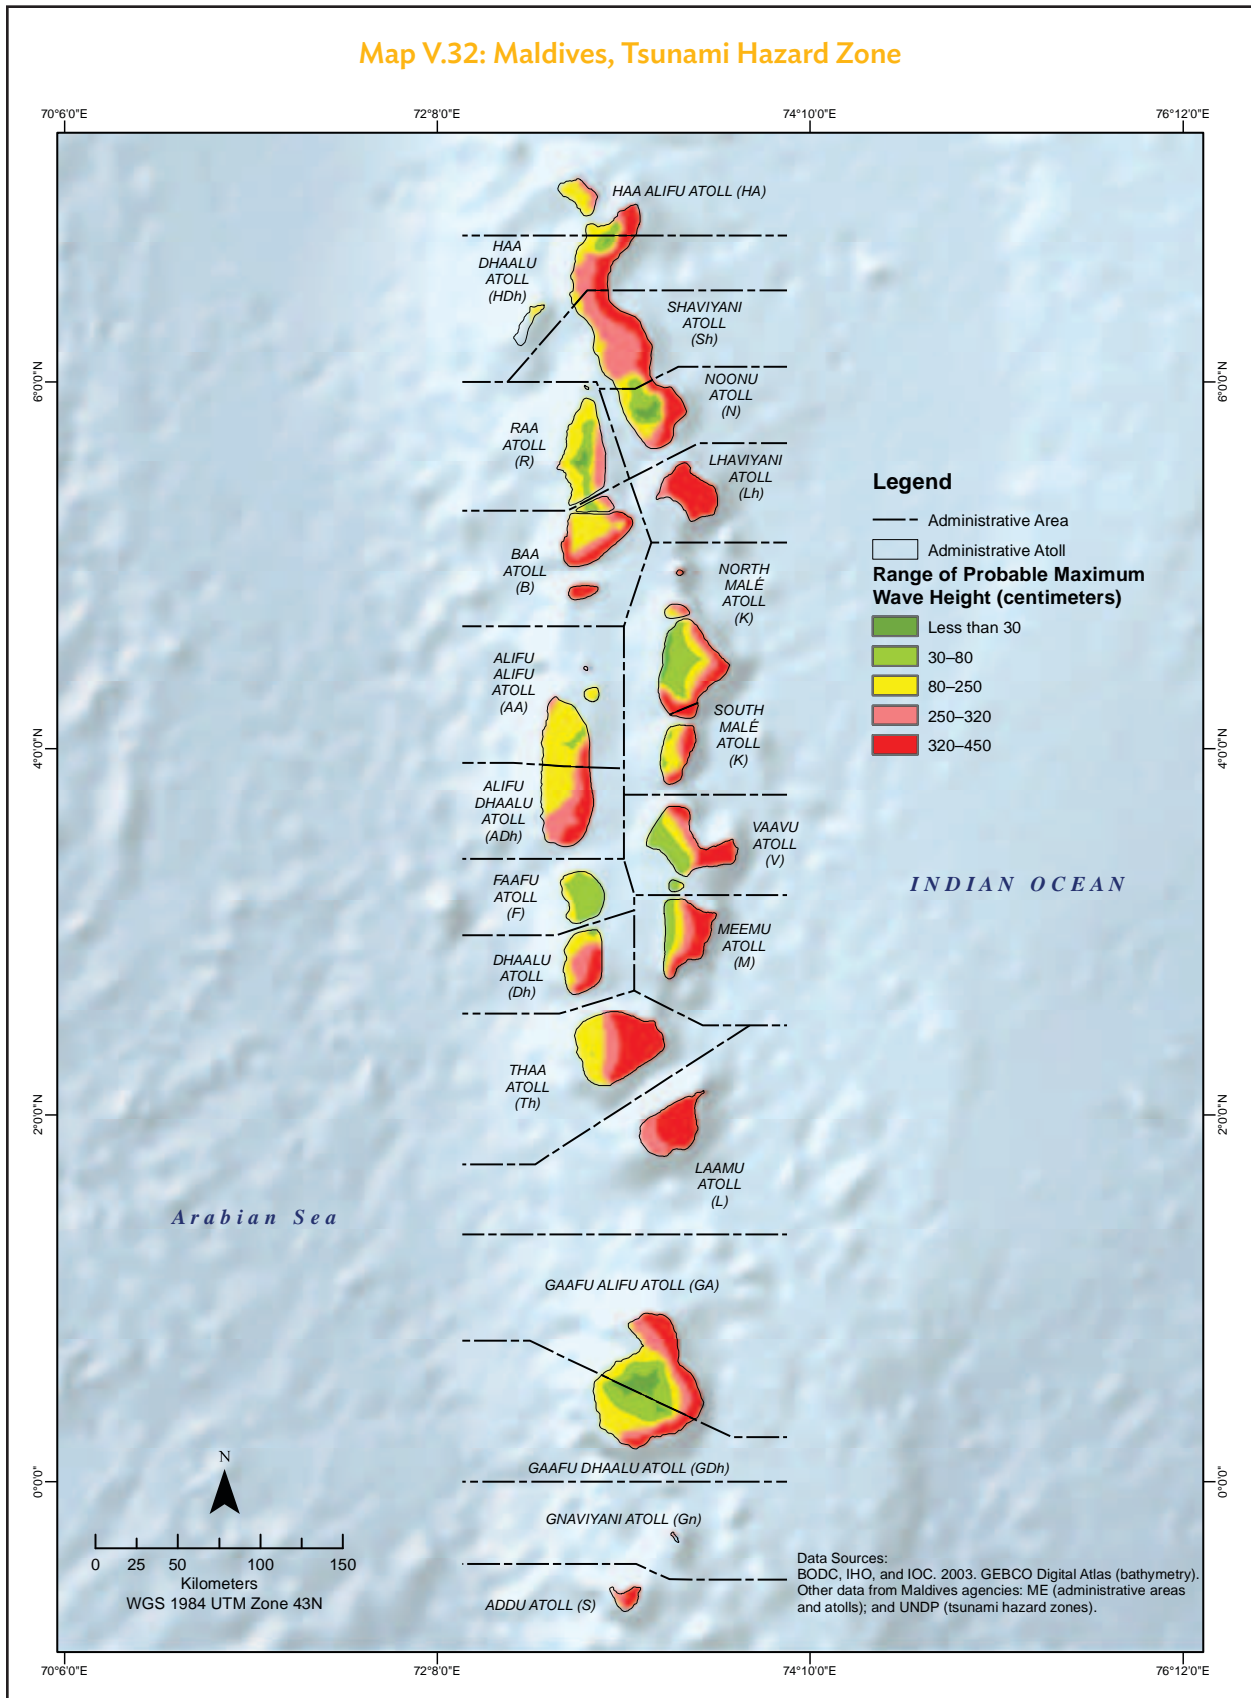 Map V.32: Maldives, Tsunami Hazard Zone
70°6'0"E
72°8'0"E
74°10'0"E
76°12'0"E
HAA ALIFU ATOLL (HA)
HAA
DHAALU
ATOLL
(HDh)
SHAVIYANI
ATOLL
(Sh)
6°0'0"N
6°0'0"N
NOONU
ATOLL
(N)
RAA
ATOLL
(R)
LHAVIYANI
ATOLL
(Lh)
BAA
ATOLL
(B)
NORTH
MALÉ
ATOLL
(K)
ALIFU
ALIFU
ATOLL
(AA)
SOUTH
MALÉ
ATOLL
(K)
4°0'0"N
4°0'0"N
ALIFU
DHAALU
ATOLL
(ADh)
VAAVU
ATOLL
(V)
FAAFU
ATOLL
(F)
MEEMU
ATOLL
(M)
DHAALU
ATOLL
(Dh)
THAA
ATOLL
(Th)
2°0'0"N
2°0'0"N
LAAMU
ATOLL
(L)
GAAFU ALIFU ATOLL (GA)
GAAFU DHAALU ATOLL (GDh)
0°0'0"
0°0'0"
GNAVIYANI ATOLL (Gn)
ADDU ATOLL (S)
Legend
Administrative Area
Administrative Atoll
Range of Probable Maximum
Wave Height (centimeters)
Less than 30
30–80
80–250
250–320
320–450
INDIAN OCEAN
Arabian Sea
N
0 25 50 100 150
Kilometers
WGS 1984 UTM Zone 43N
Data Sources:
BODC, IHO, and IOC. 2003. GEBCO Digital Atlas (bathymetry).
Other data from Maldives agencies: ME (administrative areas
and atolls); and UNDP (tsunami hazard zones).
70°6'0"E
72°8'0"E
74°10'0"E
76°12'0"E